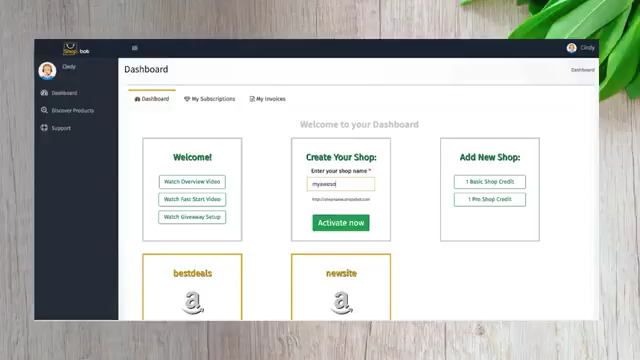 Shop bot
Cindy
Cindy
Dashboard
Dashboard
Dashboard
Discover Products
Support
Dashboard
My Subscriptions
My Invoices
Welcome to your Dashboard
Welcome!
Watch Overview Video
Watch Fast Start Video
Watch Giveaway Setup
Create Your Shop:
Enter your shop name *
myaweso
Activate now
Add New Shop:
1 Basic Shop Credit
1 Pro Shop Credit
bestdeals
a
newsite
a